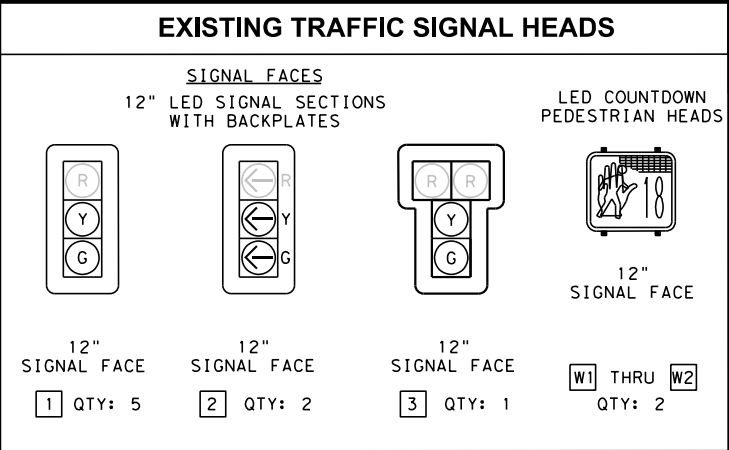 EXISTING TRAFFIC SIGNAL HEADS
SIGNAL FACES
12" LED SIGNAL SECTIONS
WITH BACKPLATES
LED COUNTDOWN
PEDESTRIAN HEADS
R
Y
G
R
Y
G
R R
Y
G
18
12"
SIGNAL FACE
1 QTY: 5
12"
SIGNAL FACE
2 QTY: 2
12"
SIGNAL FACE
3 QTY: 1
12"
SIGNAL FACE
W1 THRU W2
QTY: 2